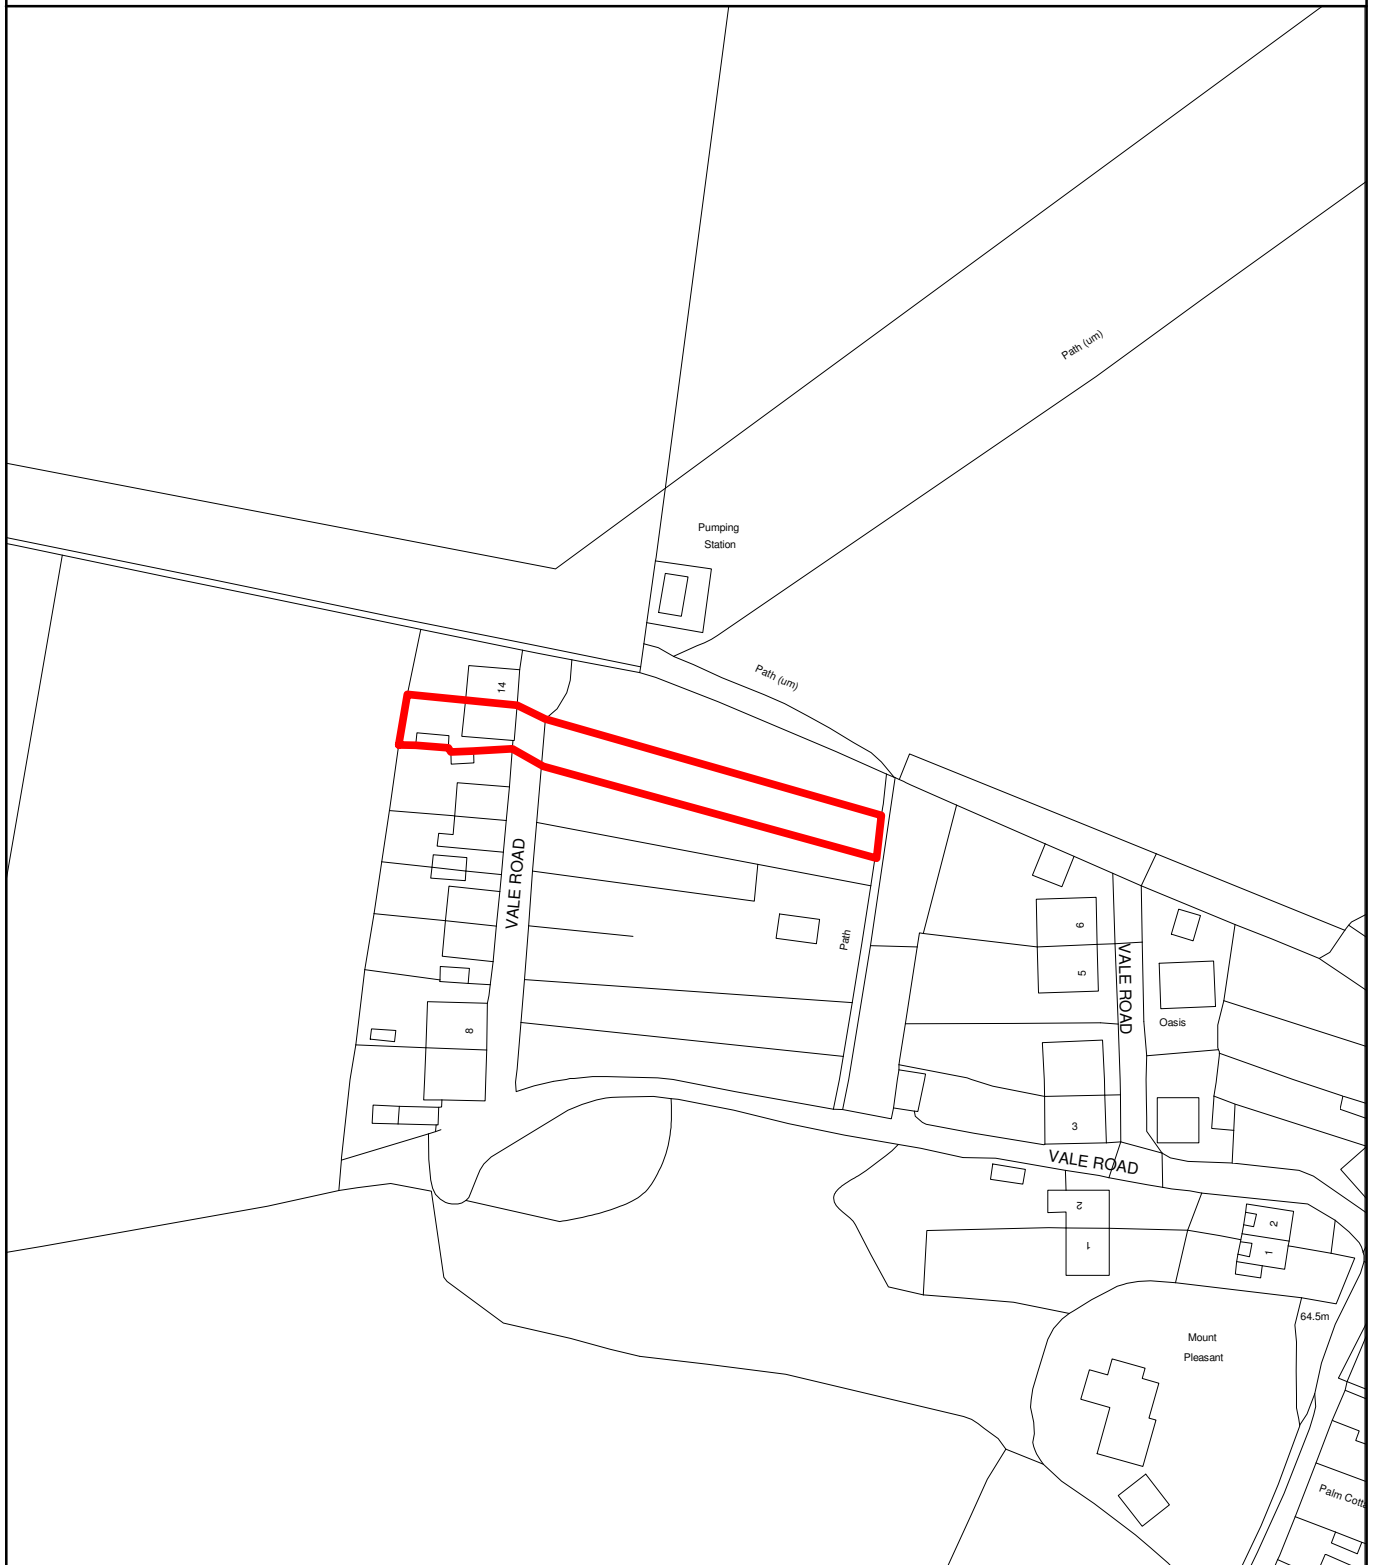 Path (um)
Pumping
Station
Path (um)
14
VALE ROAD
Path
6
5
VALE ROAD
Oasis
8
3
VALE ROAD
2
1
2
1
64.5m
Mount
Pleasant
Palm Cott